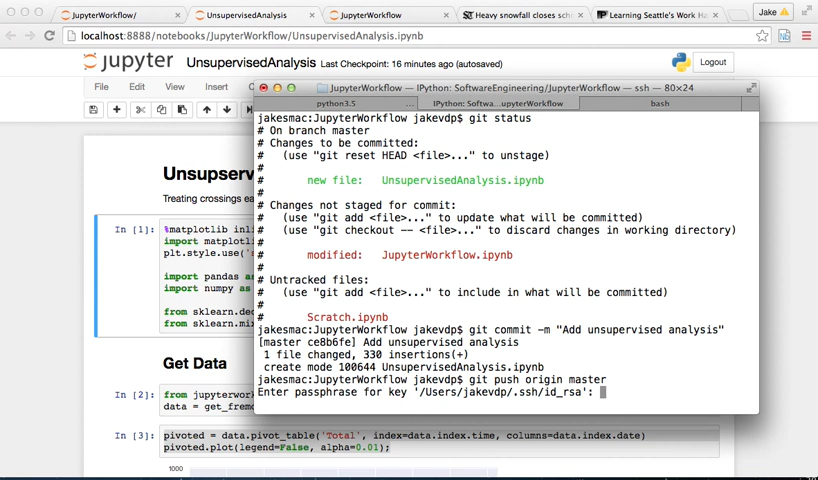 JupyterWorkflow/
UnsupervisedAnalysis
JupyterWorkflow
Heavy snowfall closes sch
Learning Seattle's Work Ha
Jake
localhost:8888/notebooks/JupyterWorkflow/UnsupervisedAnalysis.ipynb
jupyter UnsupervisedAnalysis Last Checkpoint: 16 minutes ago (autosaved)
Logout
File Edit View Insert
JupyterWorkflow — IPython: SoftwareEngineering/JupyterWorkflow — ssh — 80×24
python3.5 ... IPython: Softwa...upyterWorkflow bash
jakesmac:JupyterWorkflow jakevdp$ git status
# On branch master
# Changes to be committed:
#   (use "git reset HEAD <file>..." to unstage)
#
#       new file:   UnsupervisedAnalysis.ipynb
#
# Changes not staged for commit:
#   (use "git add <file>..." to update what will be committed)
#   (use "git checkout -- <file>..." to discard changes in working directory)
#
#       modified:   JupyterWorkflow.ipynb
#
# Untracked files:
#   (use "git add <file>..." to include in what will be committed)
#
#       Scratch.ipynb
jakesmac:JupyterWorkflow jakevdp$ git commit -m "Add unsupervised analysis"
[master ce8b6fe] Add unsupervised analysis
 1 file changed, 330 insertions(+)
 create mode 100644 UnsupervisedAnalysis.ipynb
jakesmac:JupyterWorkflow jakevdp$ git push origin master
Enter passphrase for key '/Users/jakevdp/.ssh/id_rsa':
Unsupserv
Treating crossings ea
In [1]: %matplotlib inli
import matplotli
plt.style.use('s
import pandas as
import numpy as
from sklearn.dec
from sklearn.mix
Get Data
In [2]: from jupyterwor
data = get_fremo
In [3]: pivoted = data.pivot_table('Total', index=data.index.time, columns=data.index.date)
pivoted.plot(legend=False, alpha=0.01);
1000